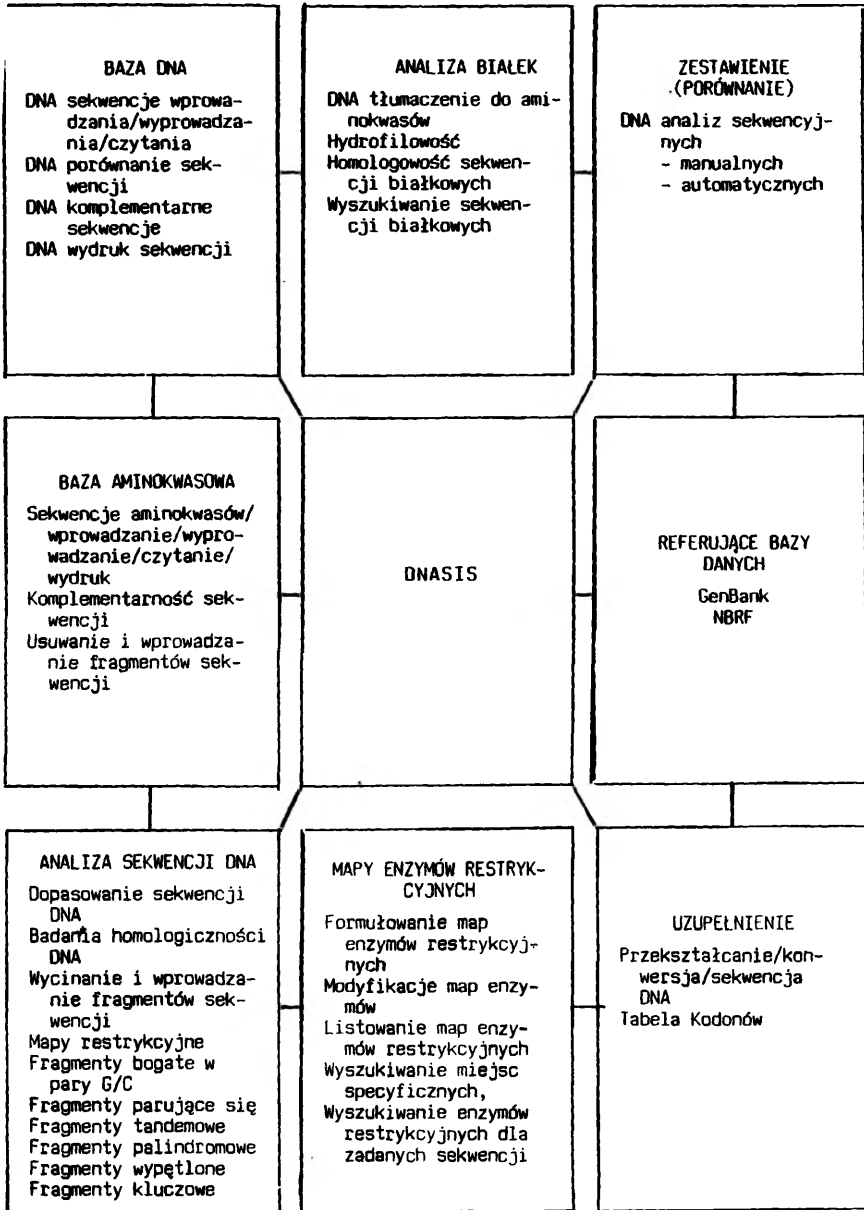 BAZA DNA
DNA sekwencje wprowa-
dzania/wyprowadza-
nia/czytania
DNA porównanie sek-
wencji
DNA komplementarne
sekwencje
DNA wydruk sekwencji
ANALIZA BIAŁEK
DNA tłumaczenie do ami-
nokwasów
Hydrofilowość
Homologowość sekwen-
cji białkowych
Wyszukiwanie sekwen-
cji białkowych
ZESTAWIENIE
(PORÓWNANIE)
DNA analiz sekwencyj-
nych
- manualnych
- automatycznych
BAZA AMINOKWASOWA
Sekwencje aminokwasów/
wprowadzanie/wypro-
wadzanie/czytanie/
wydruk
Komplementarność sek-
wencji
Usuwanie i wprowadza-
nie fragmentów sek-
wencji
DNASIS
REFERUJĄCE BAZY
DANYCH
GenBank
NBRF
ANALIZA SEKWENCJI DNA
Dopasowanie sekwencji
DNA
Badania homologiczności
DNA
Wycinanie i wprowadza-
nie fragmentów sek-
wencji
Mapy restrykcyjne
Fragmenty bogate w
pary G/C
Fragmenty parujące się
Fragmenty tandemowe
Fragmenty palindromowe
Fragmenty wypętlone
Fragmenty kluczowe
MAPY ENZYMÓW RESTRYK-
CYJNYCH
Formułowanie map
enzymów restrykcyj-
nych
Modyfikacje map enzy-
mów
Listowanie map enzy-
mów restrykcyjnych
Wyszukiwanie miejsc
specyficznych,
Wyszukiwanie enzymów
restrykcyjnych dla
zadanych sekwencji
UZUPEŁNIENIE
Przekształcanie/kon-
wersja/sekwencja
DNA
Tabela Kodonów